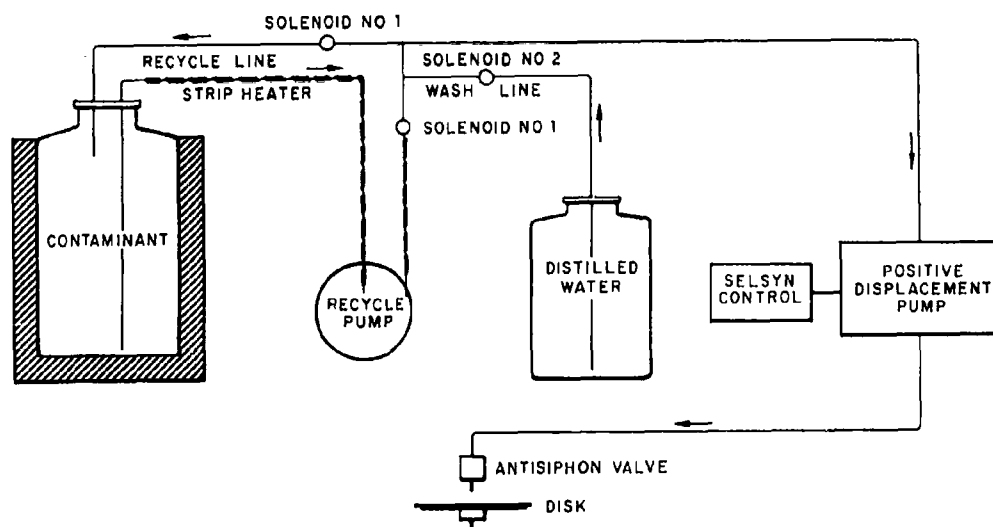 SOLENOID NO 1
RECYCLE LINE
STRIP HEATER
SOLENOID NO 2
WASH LINE
SOLENOID NO 1
CONTAMINANT
RECYCLE
PUMP
DISTILLED
WATER
SELSYN
CONTROL
POSITIVE
DISPLACEMENT
PUMP
ANTISIPHON VALVE
DISK